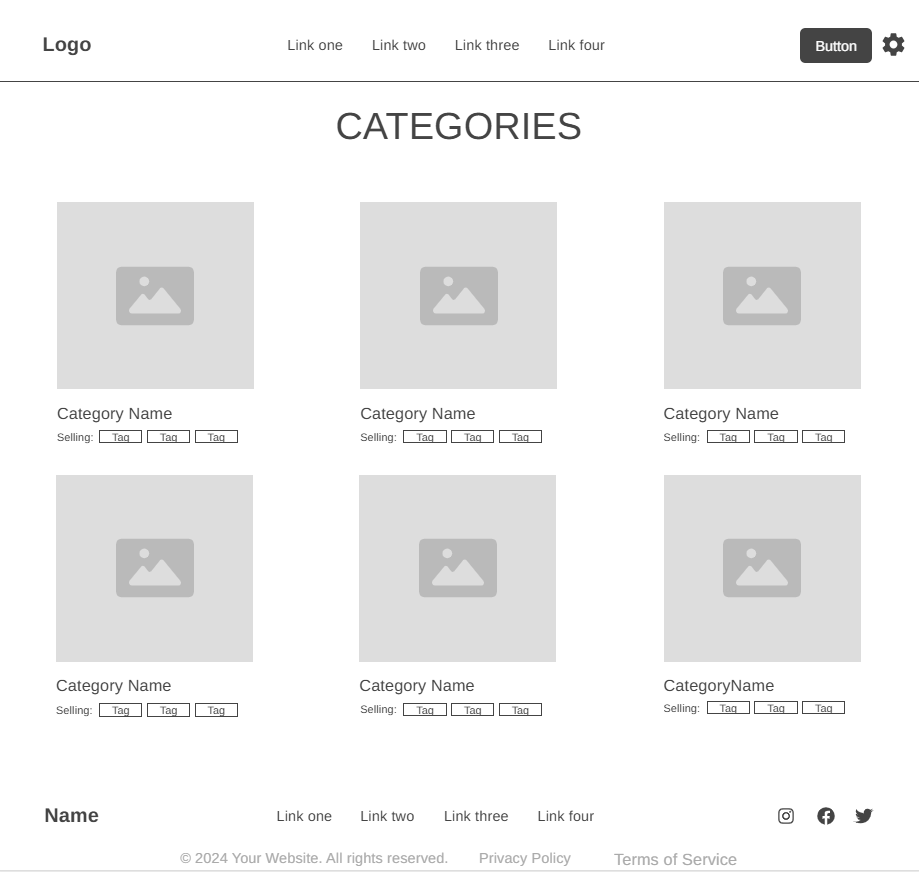 Logo Link one Link two Link three Link four Button
CATEGORIES
Category Name Category Name Category Name
Selling: Tag Tag Tag Selling: Tag Tag Tag Selling: Tag Tag Tag
Category Name Category Name CategoryName
Selling: Tag Tag Tag Selling: Tag Tag Tag Selling: Tag Tag Tag
Name Link one Link two Link three Link four
© 2024 Your Website. All rights reserved. Privacy Policy Terms of Service